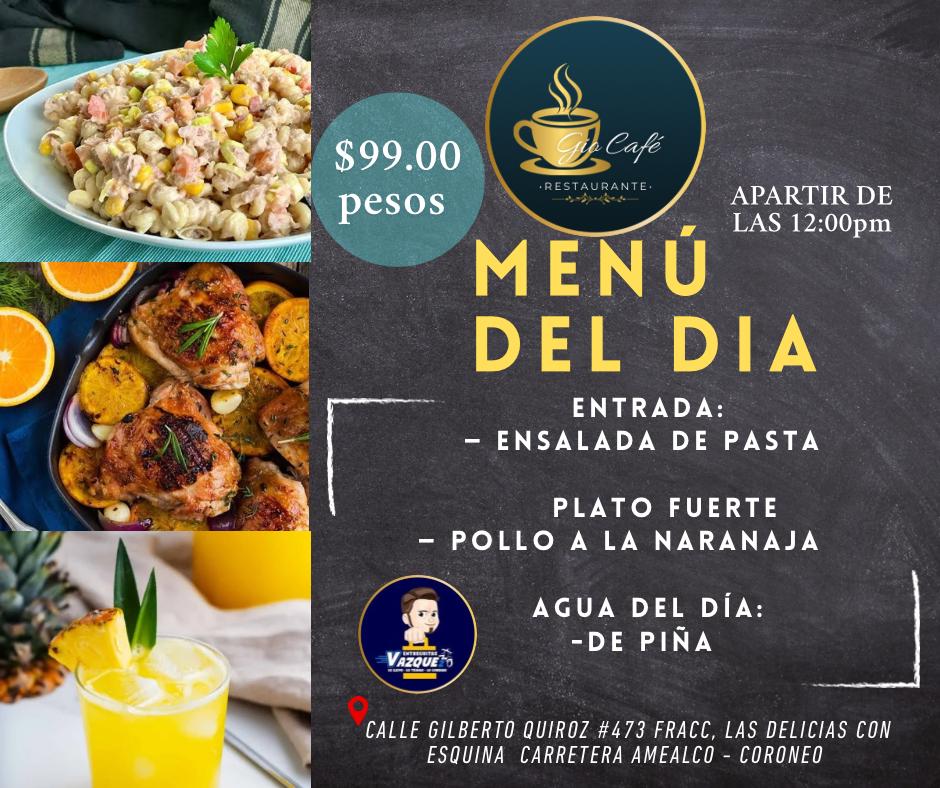 $99.00
pesos
Gio Café
·RESTAURANTE·
APARTIR DE
LAS 12:00pm
MENÚ
DEL DIA
ENTRADA:
– ENSALADA DE PASTA
PLATO FUERTE
– POLLO A LA NARANAJA
AGUA DEL DÍA:
-DE PIÑA
VAZQUEZ
CALLE GILBERTO QUIROZ #473 FRACC, LAS DELICIAS CON
ESQUINA CARRETERA AMEALCO - CORONEO